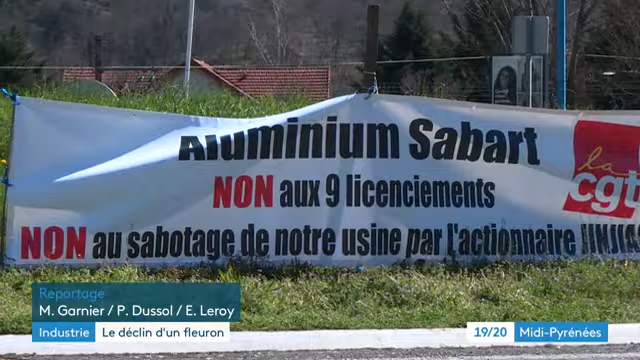 Aluminium Sabart
NON aux 9 licenciements
NON au sabotage de notre usine par l'actionnaire
la
cgt
Reportage
M. Garnier / P. Dussol / E. Leroy
Industrie Le déclin d'un fleuron
19/20 Midi-Pyrénées